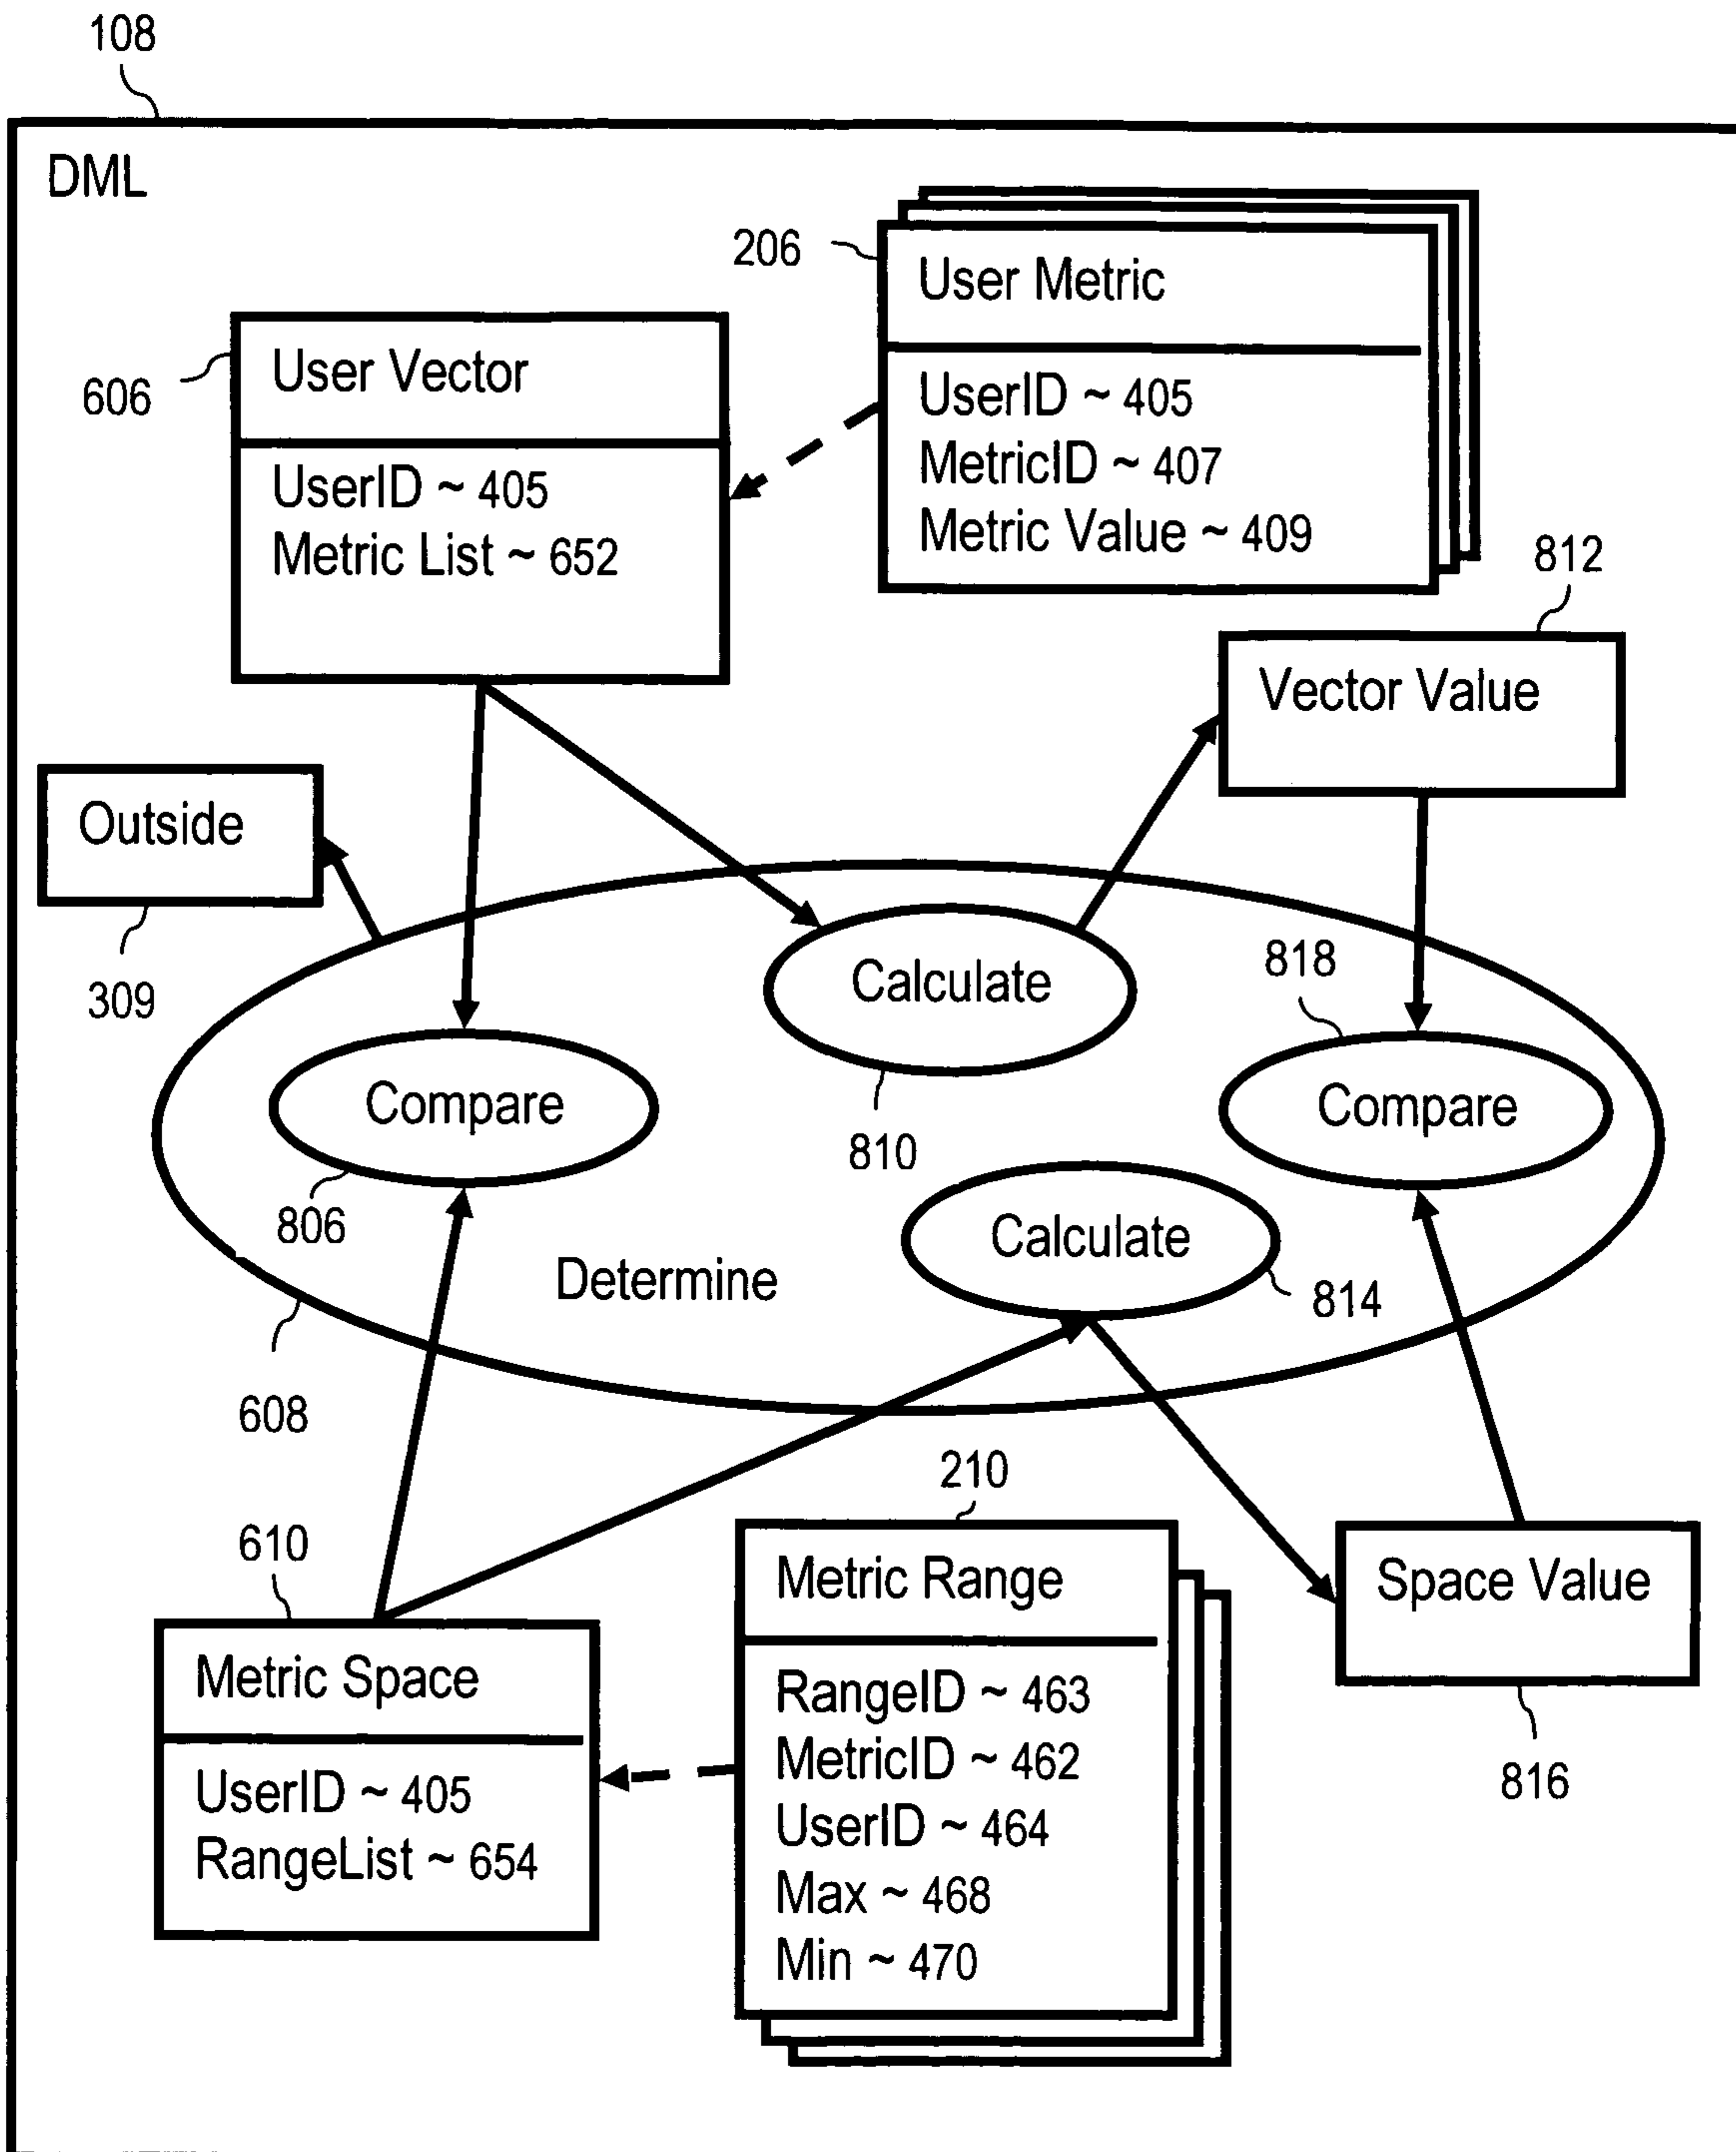 108
DML
206
User Metric
UserID ~ 405
MetricID ~ 407
Metric Value ~ 409
606
User Vector
UserID ~ 405
Metric List ~ 652
812
Vector Value
Outside
309
Calculate
810
818
Compare
Compare
806
Calculate
814
Determine
608
210
Metric Range
RangeID ~ 463
MetricID ~ 462
UserID ~ 464
Max ~ 468
Min ~ 470
610
Metric Space
UserID ~ 405
RangeList ~ 654
Space Value
816